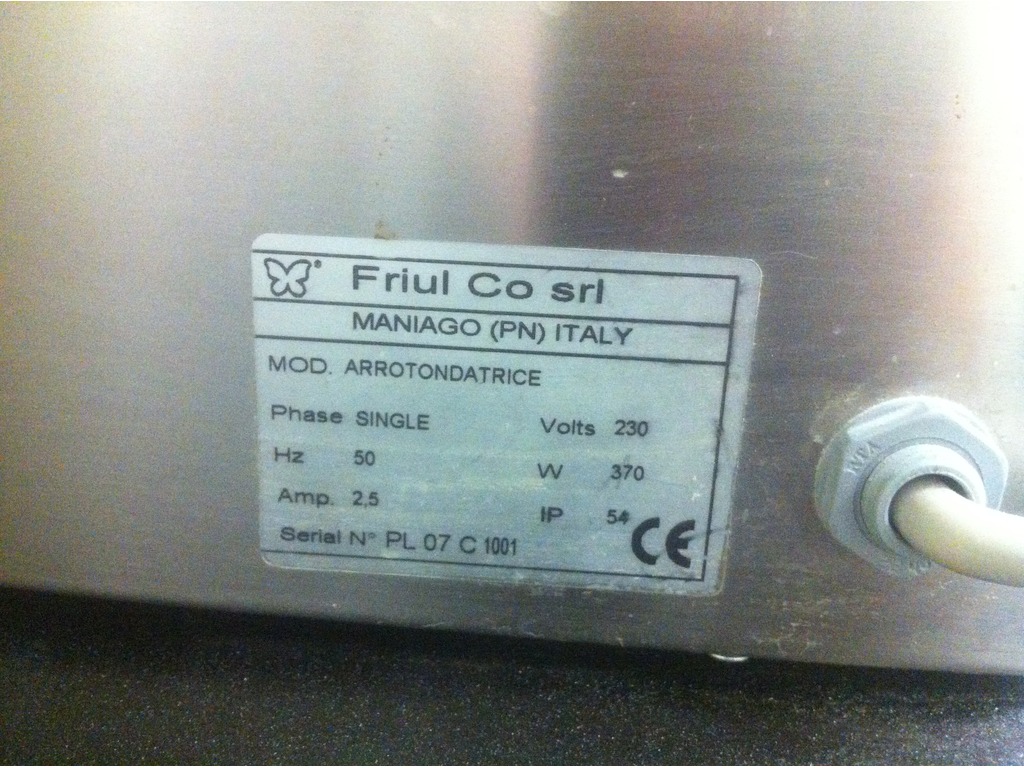 Friul Co srl
MANIAGO (PN) ITALY
MOD. ARROTONDATRICE
Phase SINGLE Volts 230
Hz 50 W 370
Amp. 2,5 IP 54
Serial N° PL 07 C 1001
CE